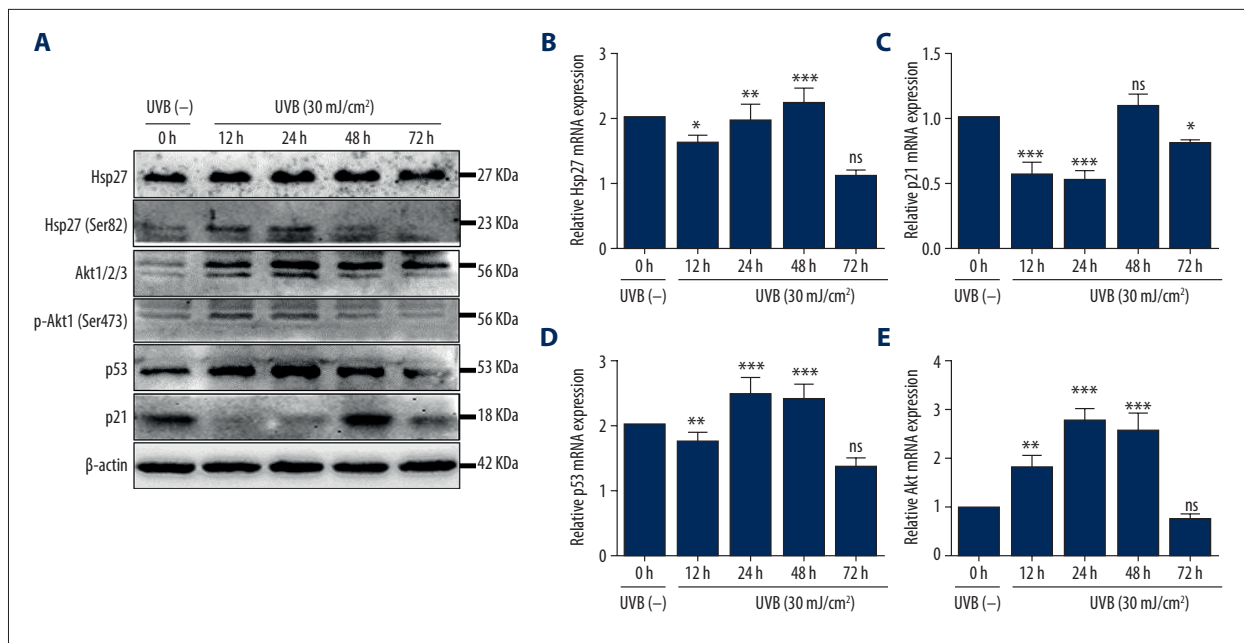 A
UVB (–) UVB (30 mJ/cm²)
0 h 12 h 24 h 48 h 72 h
Hsp27 27 KDa
Hsp27 (Ser82) 23 KDa
Akt1/2/3 56 KDa
p-Akt1 (Ser473) 56 KDa
p53 53 KDa
p21 18 KDa
β-actin 42 KDa
B
Relative Hsp27 mRNA expression
3
2
1
0
* ** *** ns
0 h 12 h 24 h 48 h 72 h
UVB (–) UVB (30 mJ/cm²)
C
Relative p21 mRNA expression
1.5
1.0
0.5
0.0
*** *** ns *
0 h 12 h 24 h 48 h 72 h
UVB (–) UVB (30 mJ/cm²)
D
Relative p53 mRNA expression
3
2
1
0
** *** *** ns
0 h 12 h 24 h 48 h 72 h
UVB (–) UVB (30 mJ/cm²)
E
Relative Akt mRNA expression
4
3
2
1
0
** *** *** ns
0 h 12 h 24 h 48 h 72 h
UVB (–) UVB (30 mJ/cm²)